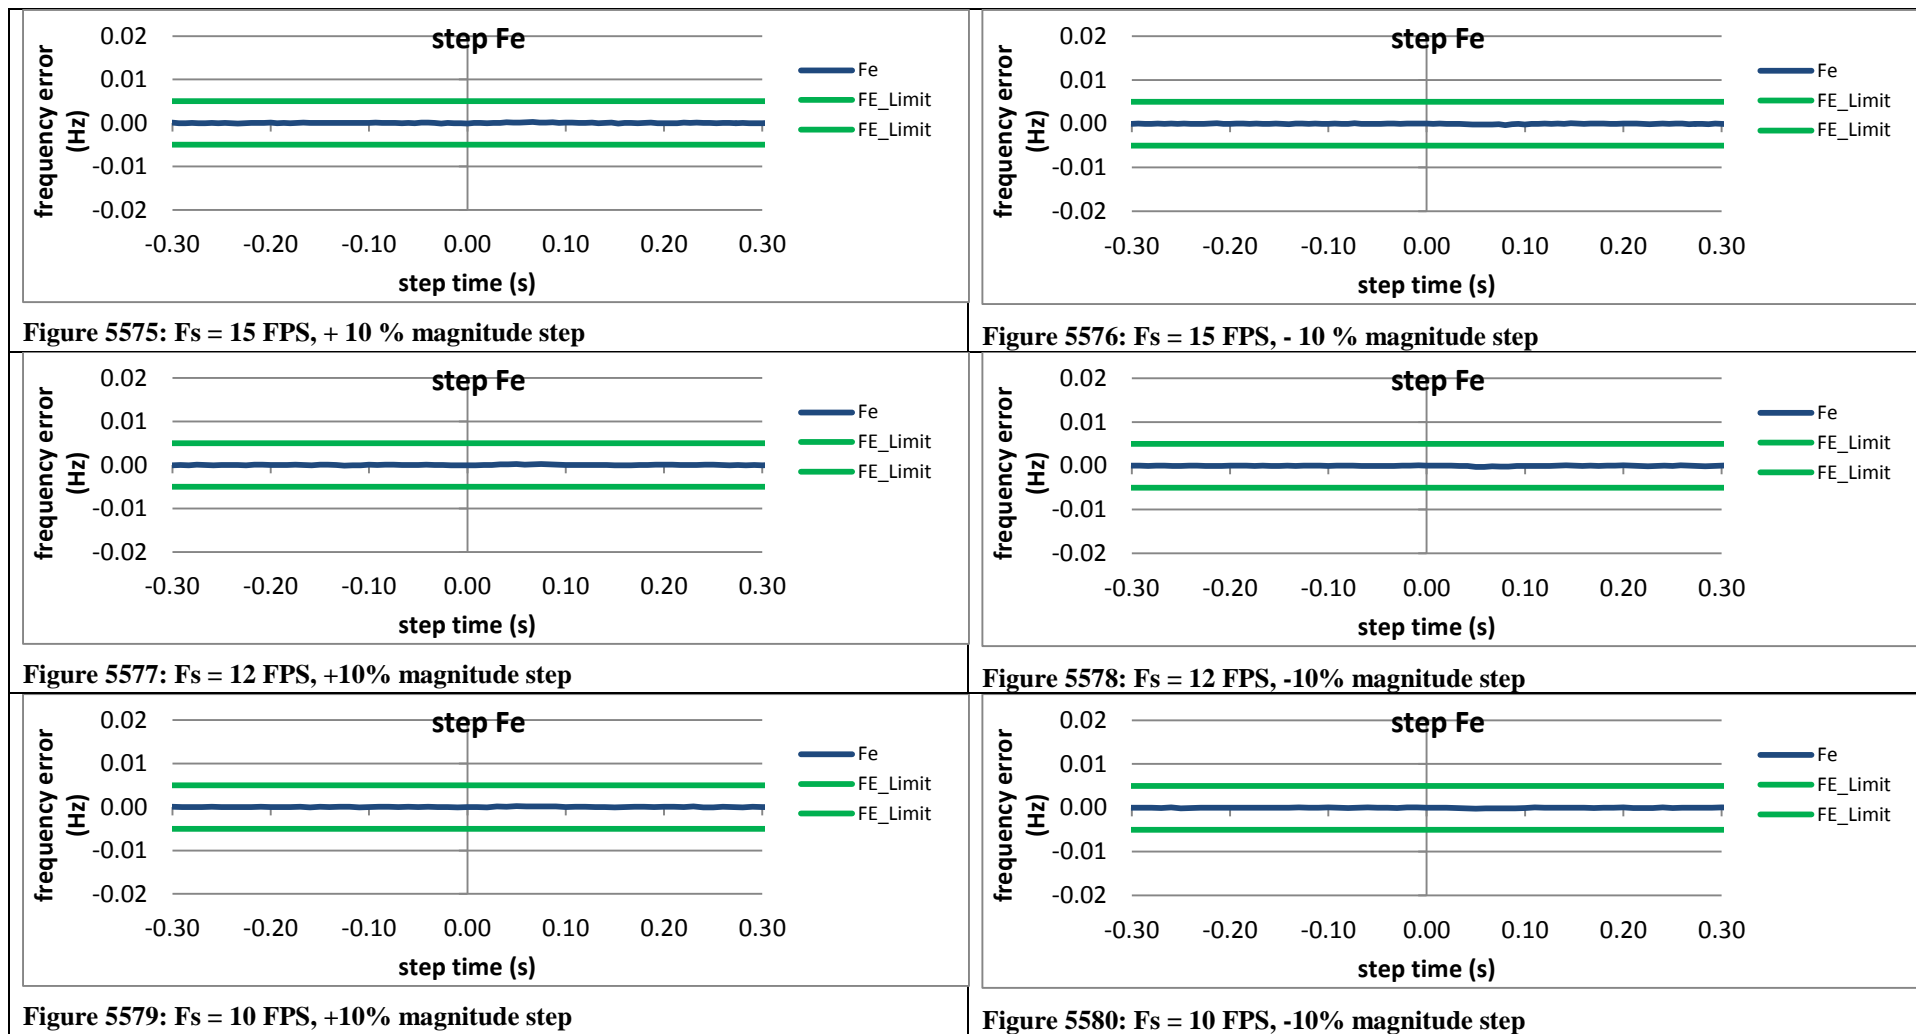 step Fe
0.02
0.01
0.00
-0.01
-0.02
frequency error
(Hz)
-0.30 -0.20 -0.10 0.00 0.10 0.20 0.30
step time (s)
Fe
FE_Limit
FE_Limit
Figure 5575: Fs = 15 FPS, + 10 % magnitude step
step Fe
0.02
0.01
0.00
-0.01
-0.02
frequency error
(Hz)
-0.30 -0.20 -0.10 0.00 0.10 0.20 0.30
step time (s)
Fe
FE_Limit
FE_Limit
Figure 5576: Fs = 15 FPS, - 10 % magnitude step
step Fe
0.02
0.01
0.00
-0.01
-0.02
frequency error
(Hz)
-0.30 -0.20 -0.10 0.00 0.10 0.20 0.30
step time (s)
Fe
FE_Limit
FE_Limit
Figure 5577: Fs = 12 FPS, +10% magnitude step
step Fe
0.02
0.01
0.00
-0.01
-0.02
frequency error
(Hz)
-0.30 -0.20 -0.10 0.00 0.10 0.20 0.30
step time (s)
Fe
FE_Limit
FE_Limit
Figure 5578: Fs = 12 FPS, -10% magnitude step
step Fe
0.02
0.01
0.00
-0.01
-0.02
frequency error
(Hz)
-0.30 -0.20 -0.10 0.00 0.10 0.20 0.30
step time (s)
Fe
FE_Limit
FE_Limit
Figure 5579: Fs = 10 FPS, +10% magnitude step
step Fe
0.02
0.01
0.00
-0.01
-0.02
frequency error
(Hz)
-0.30 -0.20 -0.10 0.00 0.10 0.20 0.30
step time (s)
Fe
FE_Limit
FE_Limit
Figure 5580: Fs = 10 FPS, -10% magnitude step